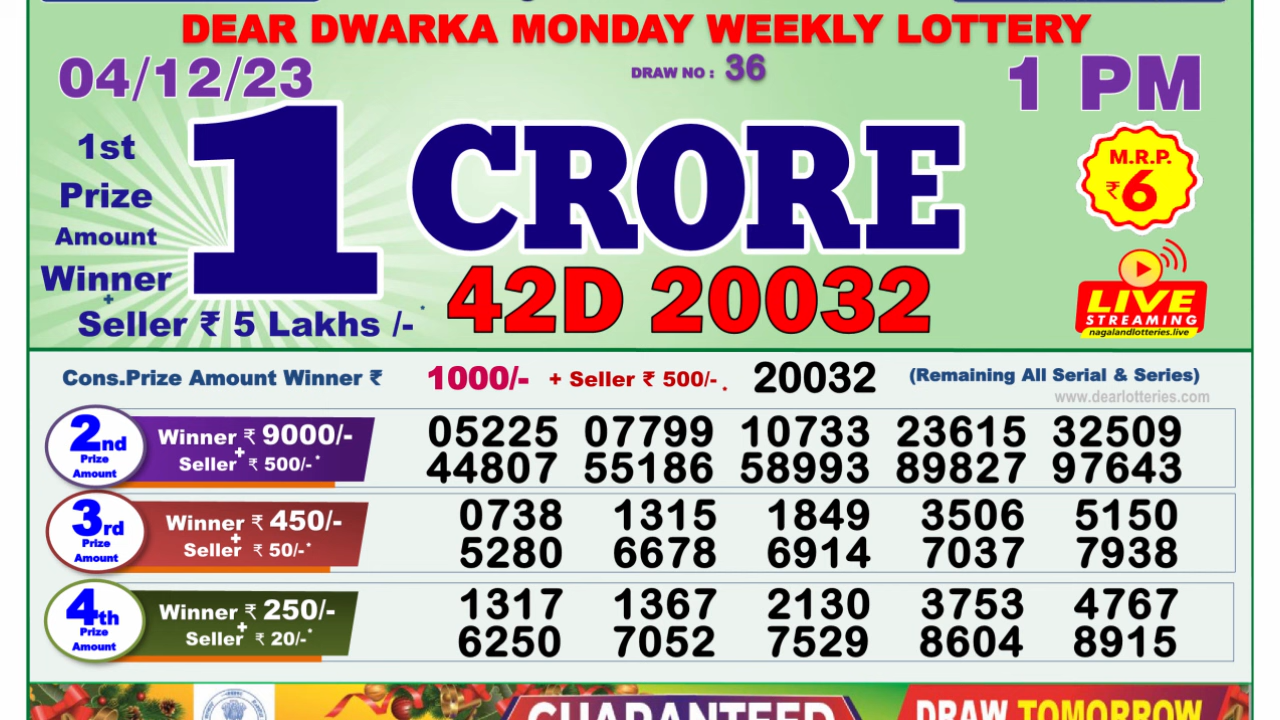 DEAR DWARKA MONDAY WEEKLY LOTTERY
04/12/23
DRAW NO : 36
1 PM
1st
Prize
Amount
Winner
+
Seller ₹ 5 Lakhs /- *
1 CRORE
42D 20032
M.R.P.
₹6
LIVE
STREAMING
nagalandlotteries.live
Cons.Prize Amount Winner ₹ 1000/- + Seller ₹ 500/- . 20032 (Remaining All Serial & Series)
www.dearlotteries.com
2nd
Prize
Amount
Winner ₹ 9000/-
+
Seller ₹ 500/- *
05225 07799 10733 23615 32509
44807 55186 58993 89827 97643
3rd
Prize
Amount
Winner ₹ 450/-
+
Seller ₹ 50/- *
0738 1315 1849 3506 5150
5280 6678 6914 7037 7938
4th
Prize
Amount
Winner ₹ 250/-
+
Seller ₹ 20/- *
1317 1367 2130 3753 4767
6250 7052 7529 8604 8915
GUARANTEED
DRAW TOMORROW